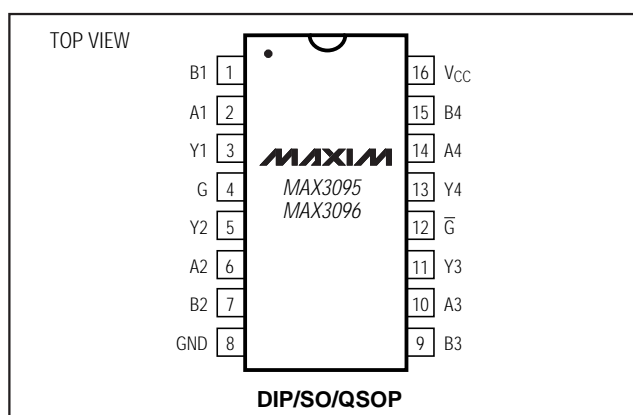 TOP VIEW
B1 1
A1 2
Y1 3
G 4
Y2 5
A2 6
B2 7
GND 8
MAXIM
MAX3095
MAX3096
16 VCC
15 B4
14 A4
13 Y4
12 G̅
11 Y3
10 A3
9 B3
DIP/SO/QSOP